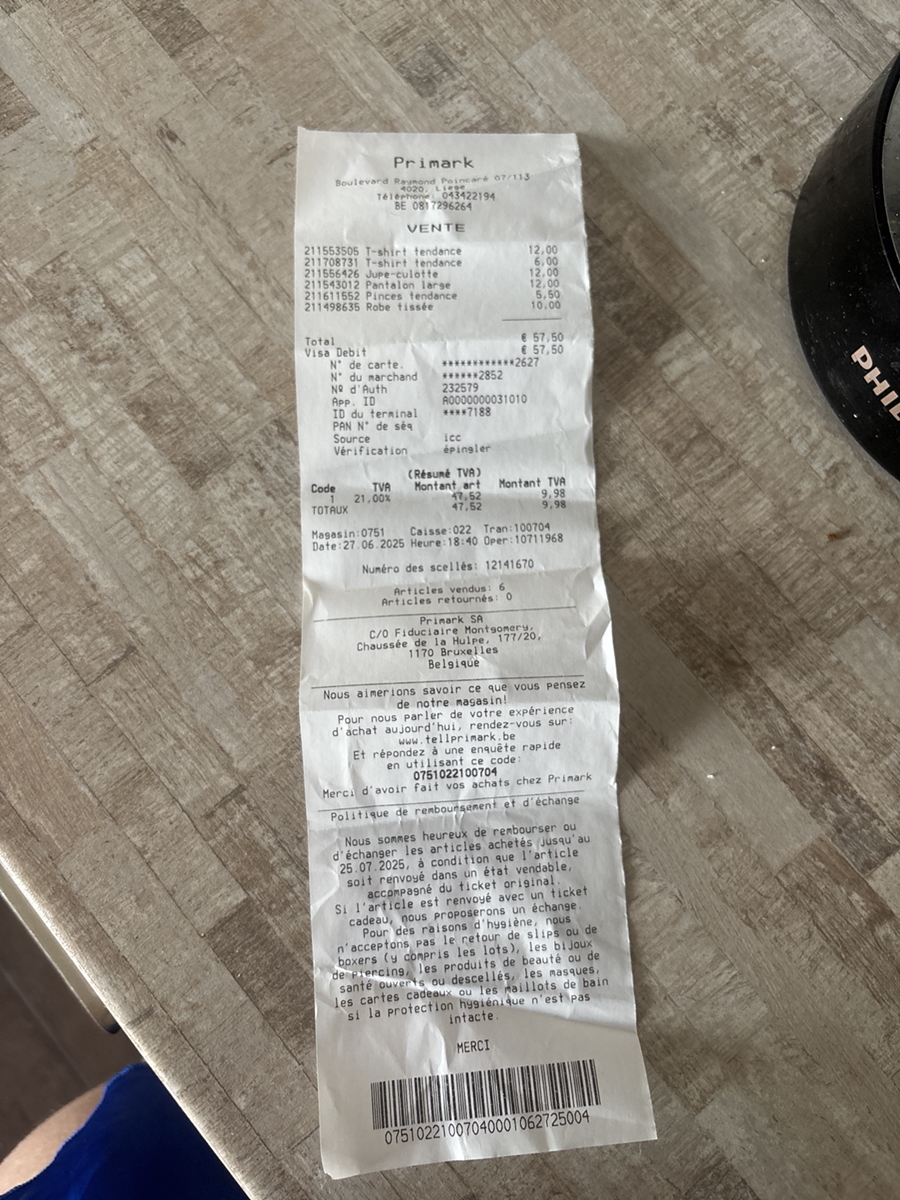 Primark
Boulevard Raymond Poincaré 07/113
4020, Liege
Téléphone: 043422194
BE 0817296264
VENTE
211553505 T-shirt tendance 12,00
211708731 T-shirt tendance 6,00
211556426 Jupe-culotte 12,00
211543012 Pantalon large 12,00
211611552 Pinces tendance 5,50
211498635 Robe tissée 10,00
Total € 57,50
Visa Debit € 57,50
N° de carte. ************2627
N° du marchand ******2852
Nº d'Auth 232579
App. ID A0000000031010
ID du terminal ****7188
PAN N° de séq
Source icc
Vérification épingler
(Résumé TVA)
Code TVA Montant art Montant TVA
1 21,00% 47,52 9,98
TOTAUX 47,52 9,98
Magasin:0751 Caisse:022 Tran:100704
Date:27.06.2025 Heure:18:40 Oper:10711968
Numéro des scellés: 12141670
Articles vendus: 6
Articles retournés: 0
Primark SA
C/O Fiduciaire Montgomery,
Chaussée de la Hulpe, 177/20,
1170 Bruxelles
Belgique
Nous aimerions savoir ce que vous pensez
de notre magasin!
Pour nous parler de votre expérience
d'achat aujourd'hui, rendez-vous sur:
www.tellprimark.be
Et répondez à une enquête rapide
en utilisant ce code:
0751022100704
Merci d'avoir fait vos achats chez Primark
Politique de remboursement et d'échange
Nous sommes heureux de rembourser ou
d'échanger les articles achetés jusqu'au
25.07.2025, à condition que l'article
soit renvoyé dans un état vendable,
accompagné du ticket original.
Si l'article est renvoyé avec un ticket
cadeau, nous proposerons un échange.
Pour des raisons d'hygiène, nous
n'acceptons pas le retour de slips ou de
boxers (y compris les lots), les bijoux
de piercing, les produits de beauté ou de
santé ouverts ou descellés, les masques,
les cartes cadeaux ou les maillots de bain
si la protection hygiénique n'est pas
intacte.
MERCI
07510221007040001062725004